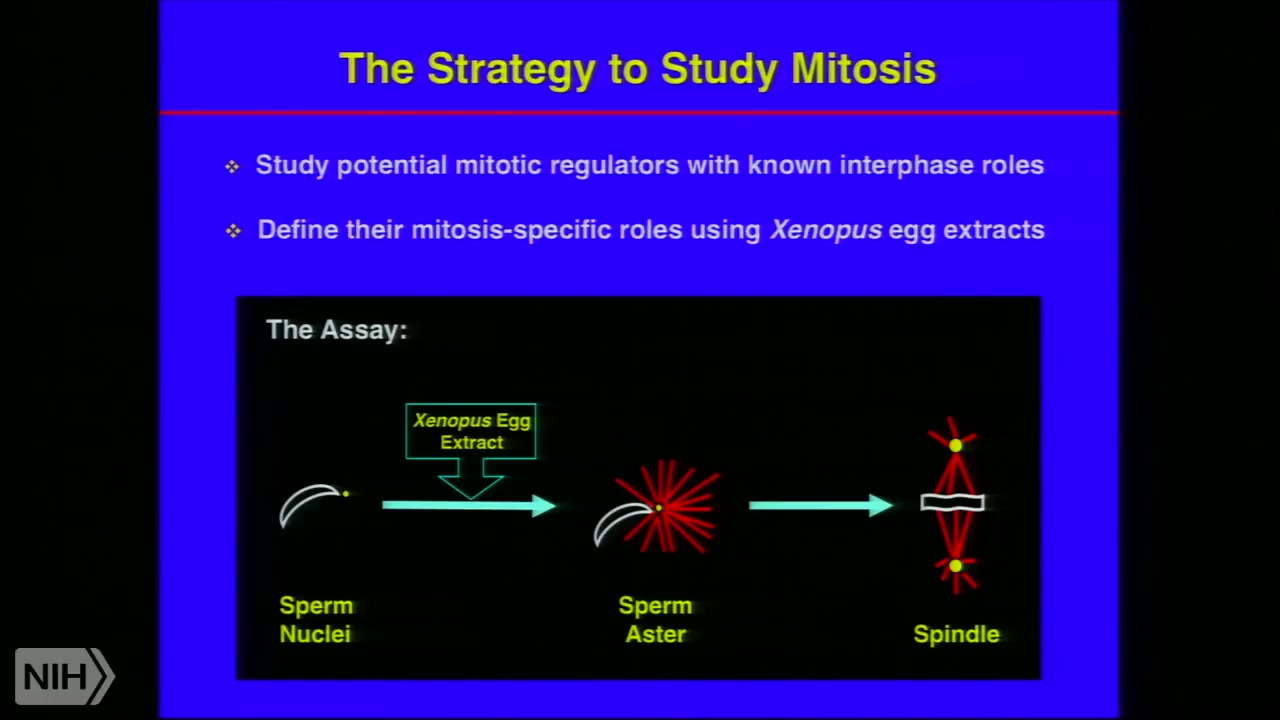 The Strategy to Study Mitosis
Study potential mitotic regulators with known interphase roles
Define their mitosis-specific roles using Xenopus egg extracts
The Assay:
Xenopus Egg
Extract
Sperm
Nuclei
Sperm
Aster
Spindle
NIH